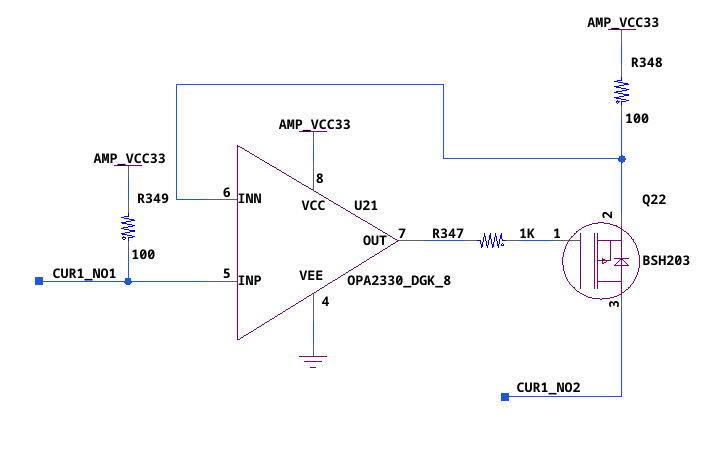 AMP_VCC33
R348
100
AMP_VCC33
8
VCC
U21
AMP_VCC33
R349
100
6
INN
OUT
7
R347
1K
1
2
Q22
BSH203
3
CUR1_NO1
5
INP
VEE
4
OPA2330_DGK_8
CUR1_NO2